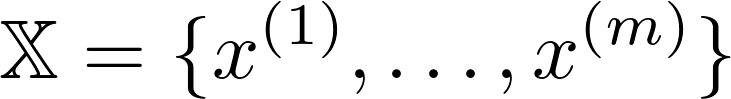 𝕏 = {x⁽¹⁾, . . . , x⁽ᵐ⁾}